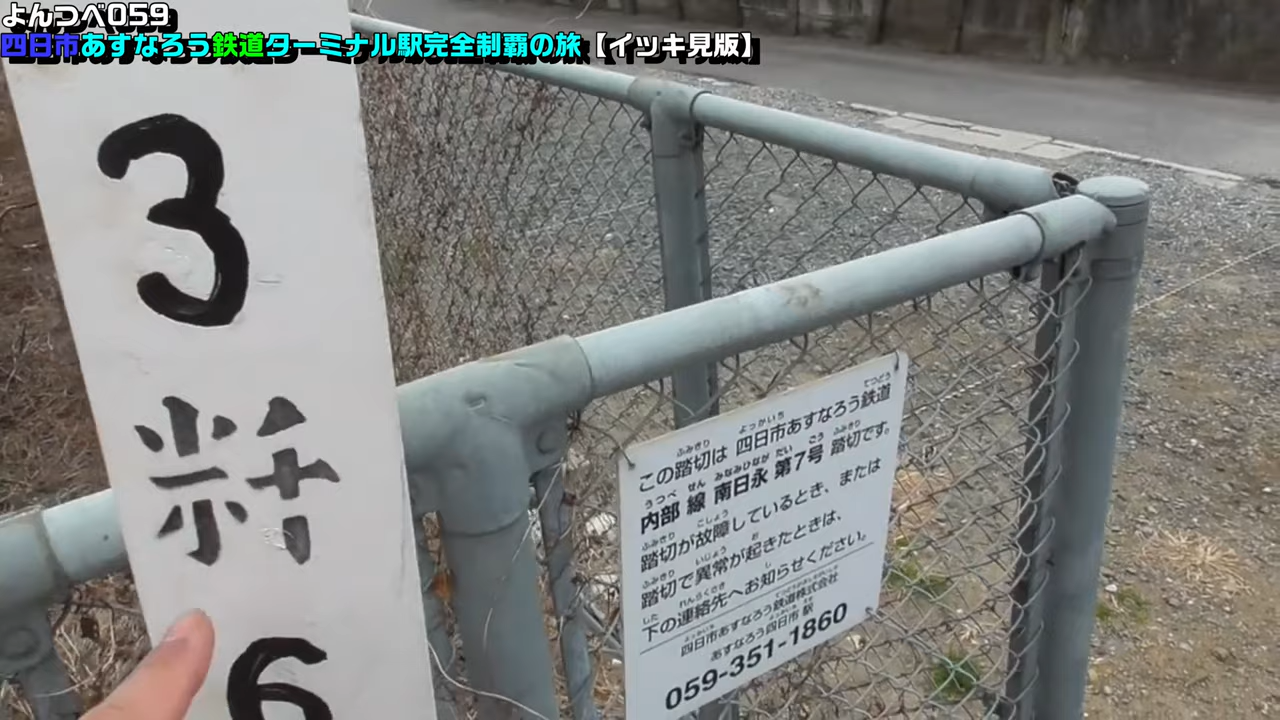 よんつべ059
四日市あすなろう鉄道ターミナル駅完全制覇の旅【イツキ見版】
3
粁
6
この踏切は 四日市あすなろう鉄道
内部線 南日永 第7号 踏切です。
踏切が故障しているとき、または
踏切で異常が起きたときは、
下の連絡先へお知らせください。
四日市あすなろう鉄道株式会社
あすなろう四日市駅
059-351-1860